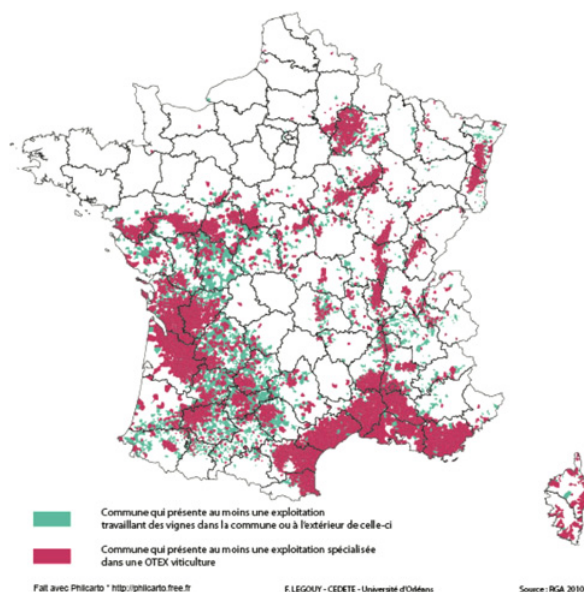 Commune qui présente au moins une exploitation
travaillant des vignes dans la commune ou à l'extérieur de celle-ci
Commune qui présente au moins une exploitation spécialisée
dans une OTEX viticulture
Fait avec Philcarto * http://philcarto.free.fr
F. LEGOUY - CEDETE - Université d'Orléans
Source : RGA 2010